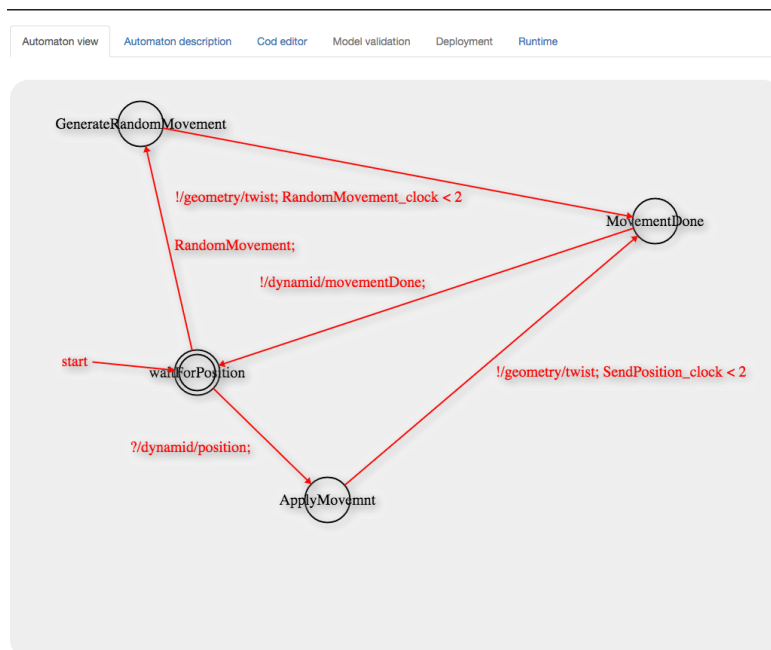 Automaton view Automaton description Cod editor Model validation Deployment Runtime
GenerateRandomMovement
!/geometry/twist; RandomMovement_clock < 2
MovementDone
RandomMovement;
!/dynamid/movementDone;
start
waitForPosition
!/geometry/twist; SendPosition_clock < 2
?/dynamid/position;
ApplyMovemnt